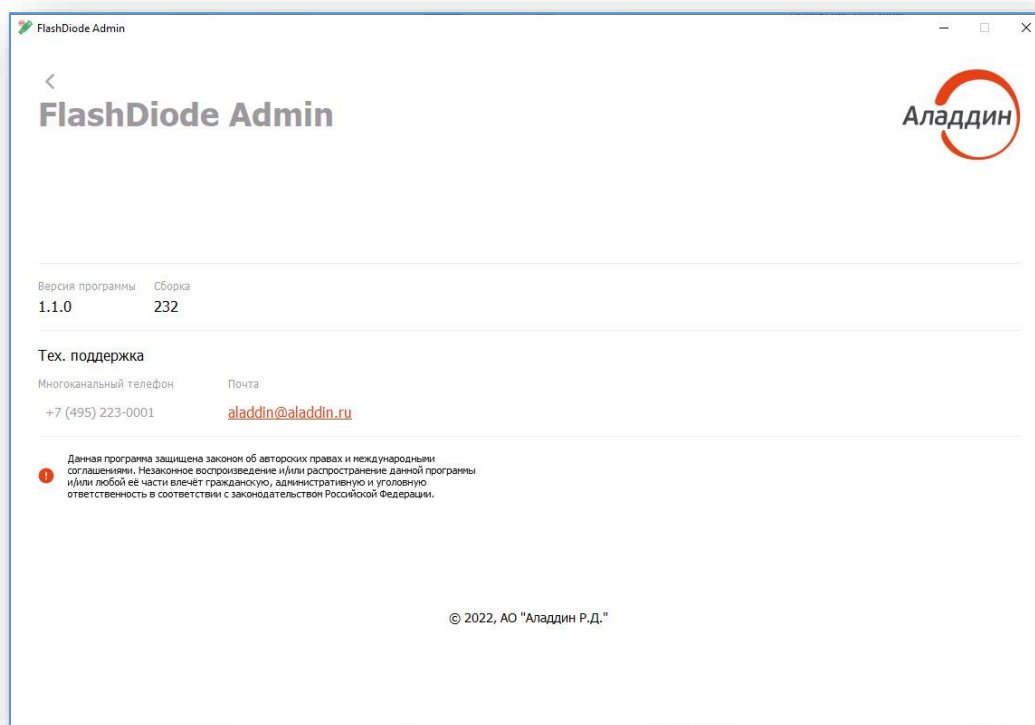 FlashDiode Admin
FlashDiode Admin
Аладдин
Версия программы Сборка
1.1.0 232
Тех. поддержка
Многоканальный телефон Почта
+7 (495) 223-0001 aladdin@aladdin.ru
Данная программа защищена законом об авторских правах и международными
соглашениями. Незаконное воспроизведение и/или распространение данной программы
и/или любой её части влечёт гражданскую, административную и уголовную
ответственность в соответствии с законодательством Российской Федерации.
© 2022, АО "Аладдин Р.Д."